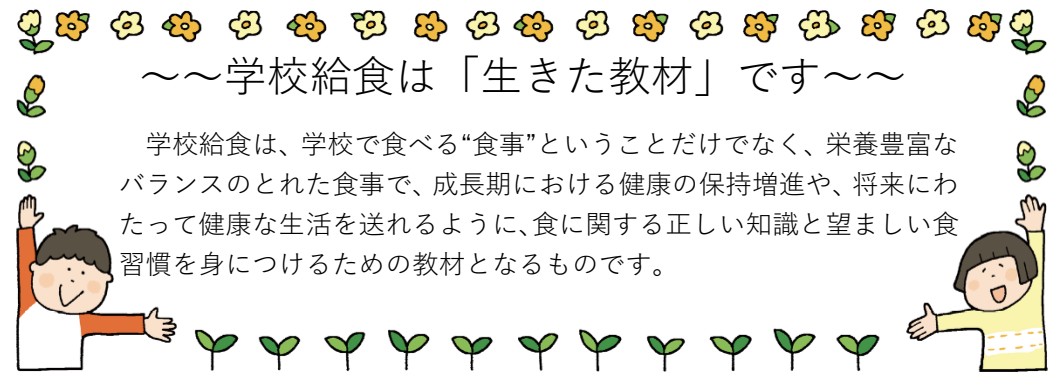 ～～学校給食は「生きた教材」です～～
学校給食は、学校で食べる“食事”ということだけでなく、栄養豊富な
バランスのとれた食事で、成長期における健康の保持増進や、将来にわ
たって健康な生活を送れるように、食に関する正しい知識と望ましい食
習慣を身につけるための教材となるものです。